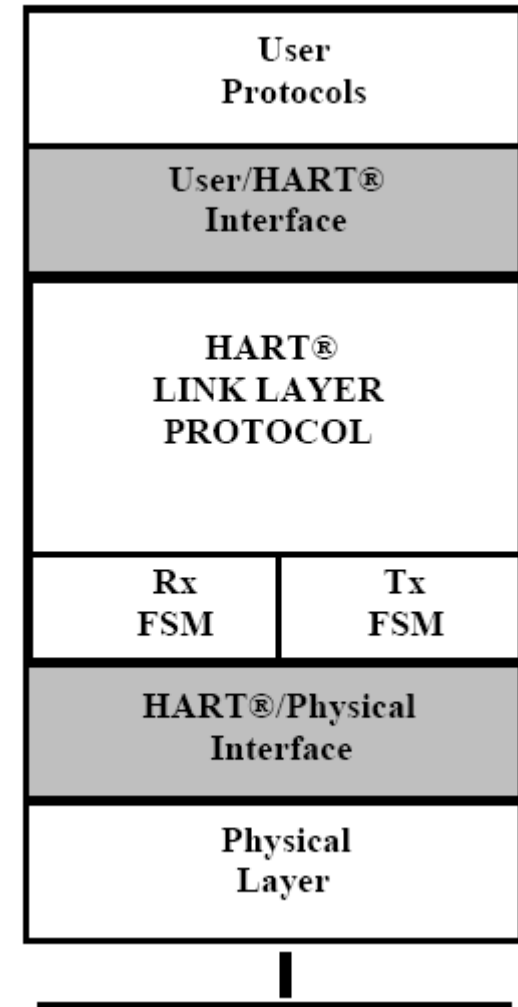 User
Protocols
User/HART®
Interface
HART®
LINK LAYER
PROTOCOL
Rx
FSM
Tx
FSM
HART®/Physical
Interface
Physical
Layer